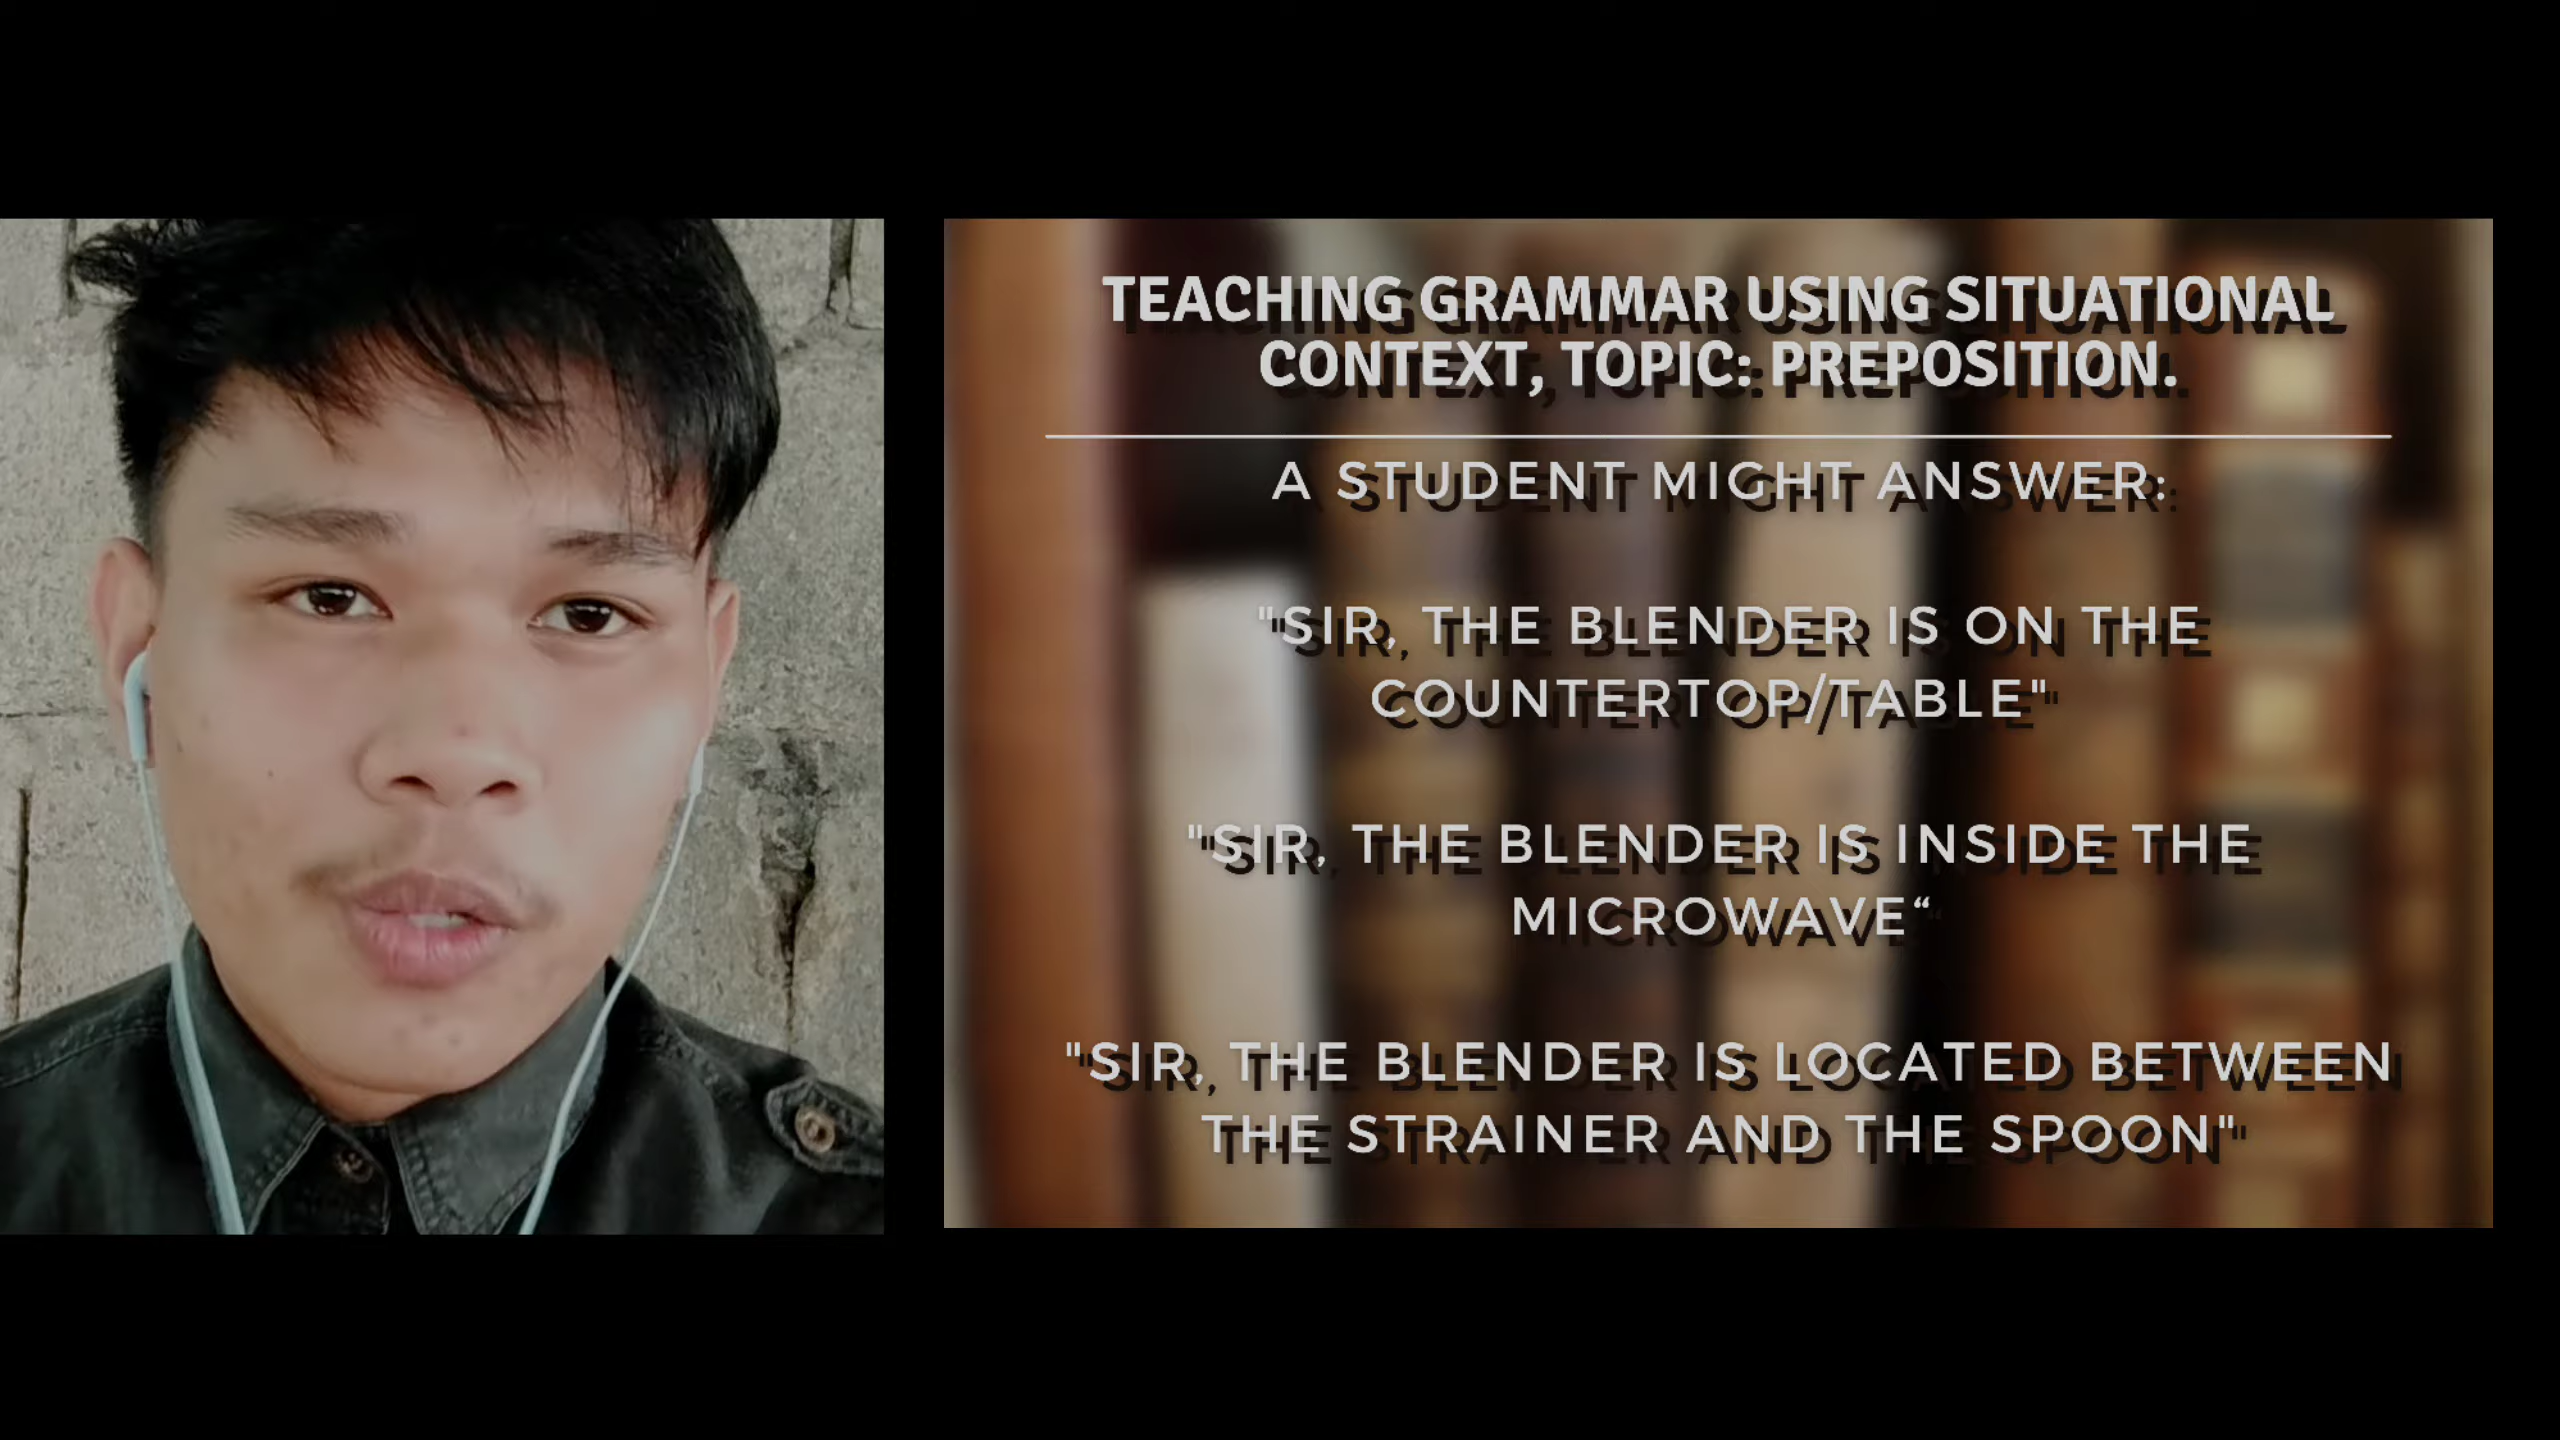 TEACHING GRAMMAR USING SITUATIONAL
CONTEXT, TOPIC: PREPOSITION.
A STUDENT MIGHT ANSWER:
"SIR, THE BLENDER IS ON THE
COUNTERTOP/TABLE"
"SIR, THE BLENDER IS INSIDE THE
MICROWAVE“
"SIR, THE BLENDER IS LOCATED BETWEEN
THE STRAINER AND THE SPOON"